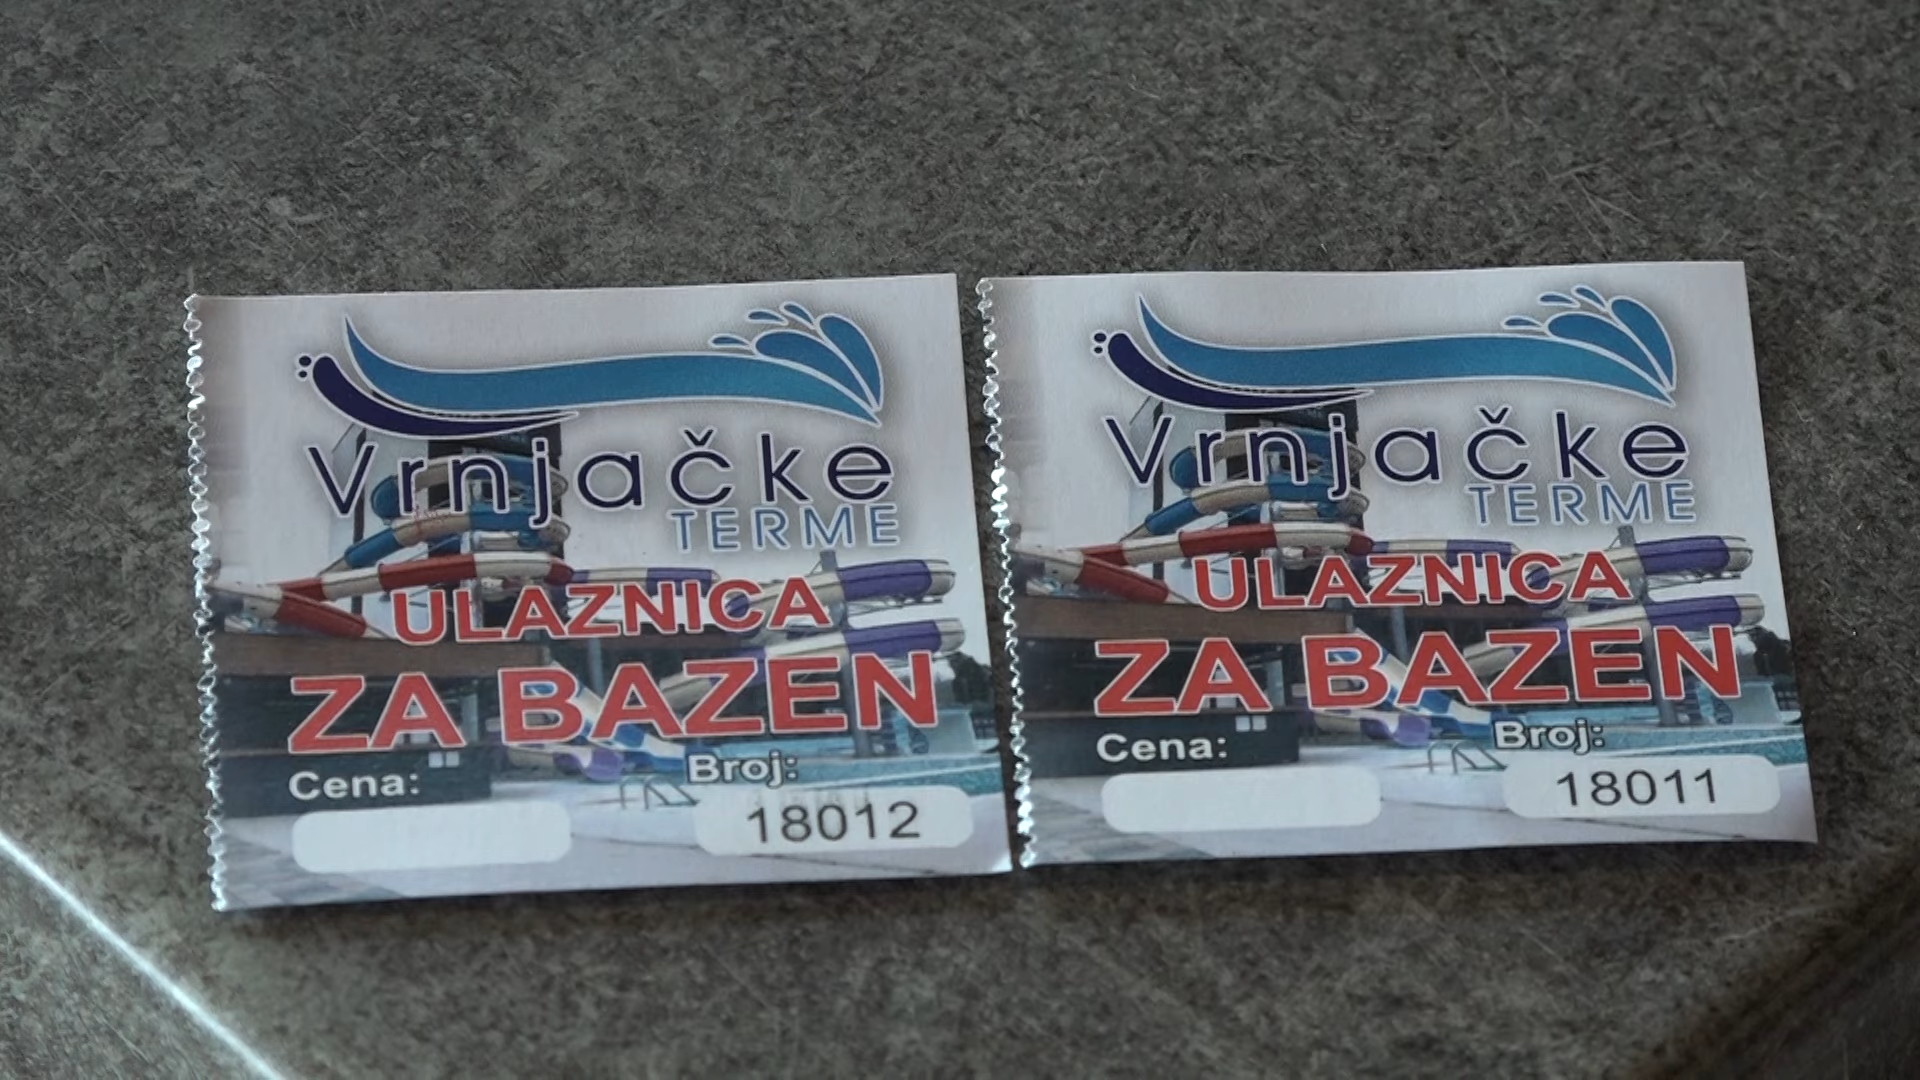 Vrnjačke
TERME
ULAZNICA
ZA BAZEN
Cena:
Broj:
18012
Vrnjačke
TERME
ULAZNICA
ZA BAZEN
Cena:
Broj:
18011